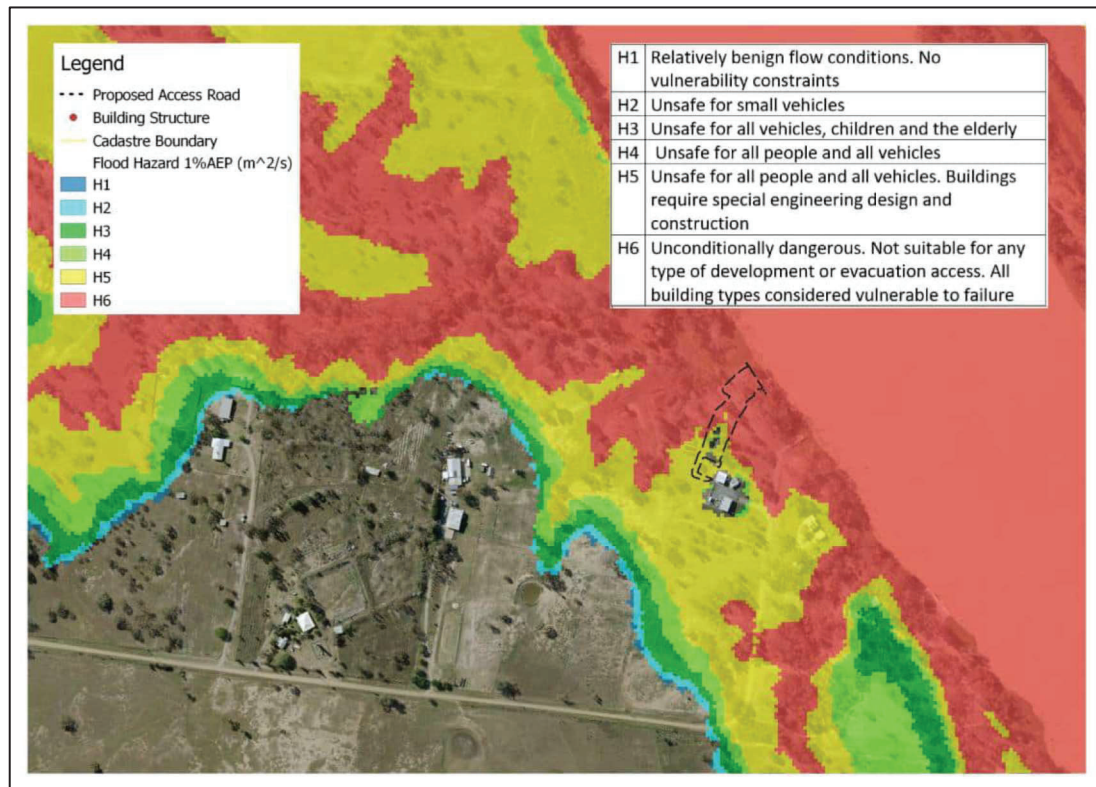 Legend
Proposed Access Road
Building Structure
Cadastre Boundary
Flood Hazard 1%AEP (m^2/s)
H1
H2
H3
H4
H5
H6
H1 Relatively benign flow conditions. No
vulnerability constraints
H2 Unsafe for small vehicles
H3 Unsafe for all vehicles, children and the elderly
H4 Unsafe for all people and all vehicles
H5 Unsafe for all people and all vehicles. Buildings
require special engineering design and
construction
H6 Unconditionally dangerous. Not suitable for any
type of development or evacuation access. All
building types considered vulnerable to failure